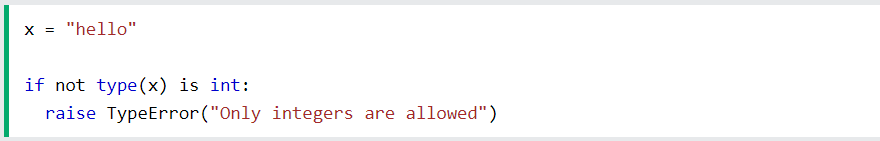 x = "hello"

if not type(x) is int:
  raise TypeError("Only integers are allowed")